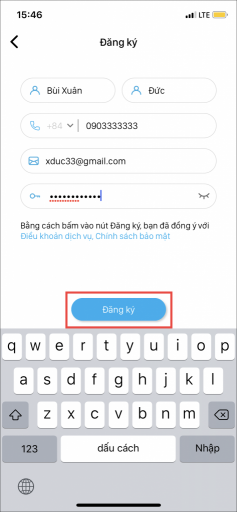 15:46 LTE
Đăng ký
Bùi Xuân Đức
+84 0903333333
xduc33@gmail.com
Bằng cách bấm vào nút Đăng ký, bạn đã đồng ý với
Điều khoản dịch vụ, Chính sách bảo mật
Đăng ký
q w e r t y u i o p
a s d f g h j k l
z x c v b n m
123 dấu cách Nhập